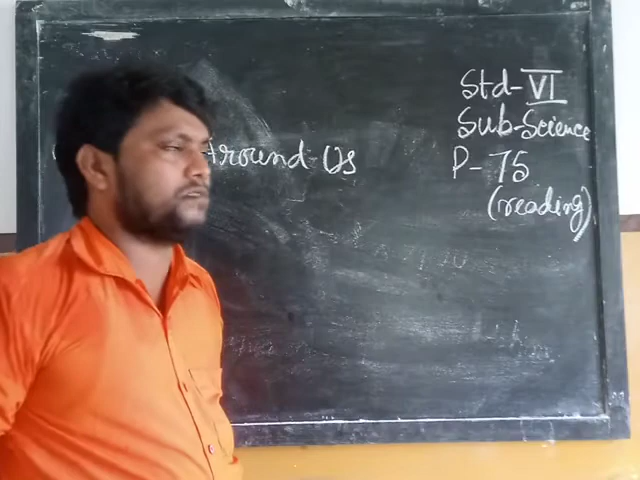 Around Us
Std-VI
Sub-Science
P-75
(reading)